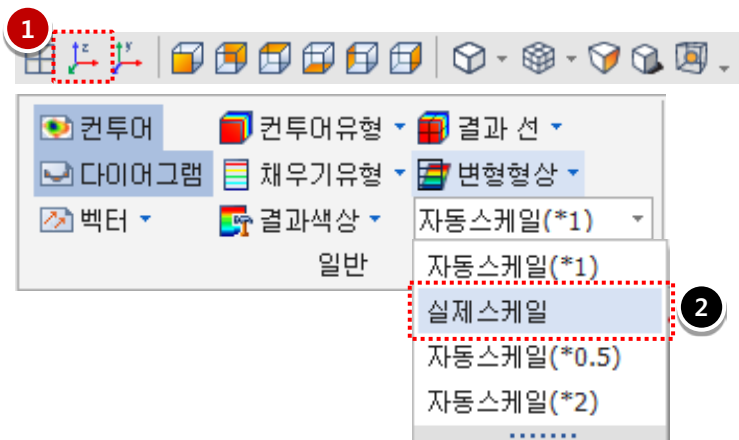 1
z
y
컨투어 컨투어유형 결과 선
다이어그램 채우기유형 변형형상
벡터 결과색상 자동스케일(*1)
일반
자동스케일(*1)
실제스케일
2
자동스케일(*0.5)
자동스케일(*2)